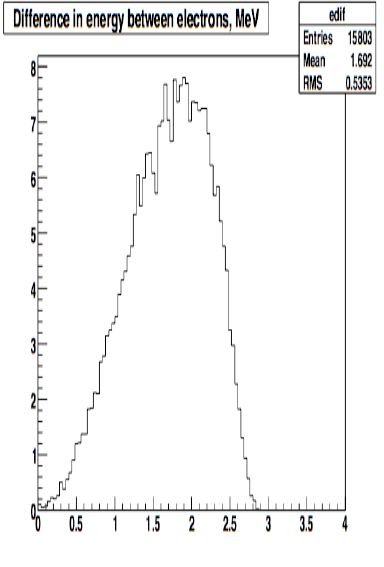 Difference in energy between electrons, MeV
edif
Entries 15803
Mean 1.692
RMS 0.5353
8
7
6
5
4
3
2
1
0
0 0.5 1 1.5 2 2.5 3 3.5 4